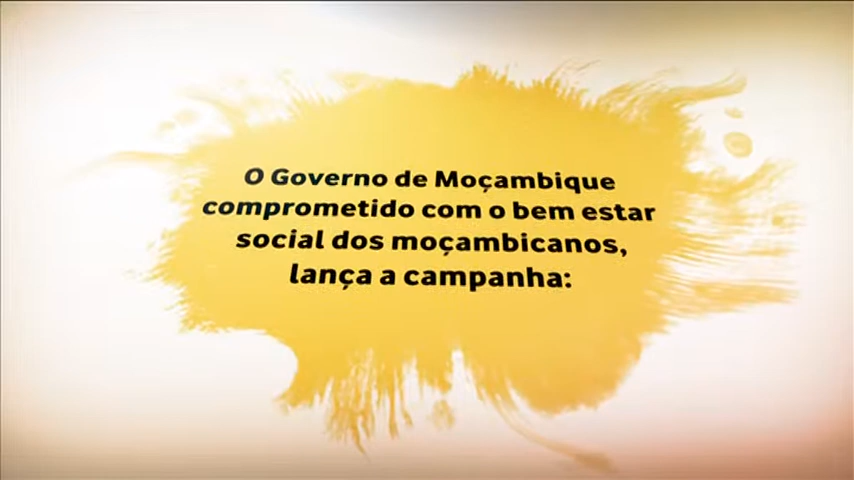 O Governo de Moçambique
comprometido com o bem estar
social dos moçambicanos,
lança a campanha: